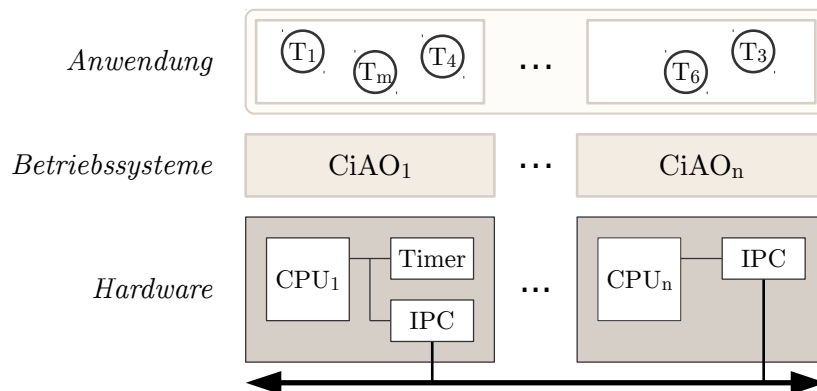 Anwendung T1 Tm T4 ... T6 T3
Betriebssysteme CiAO1 ... CiAOn
Hardware CPU1 Timer IPC ... CPUn IPC